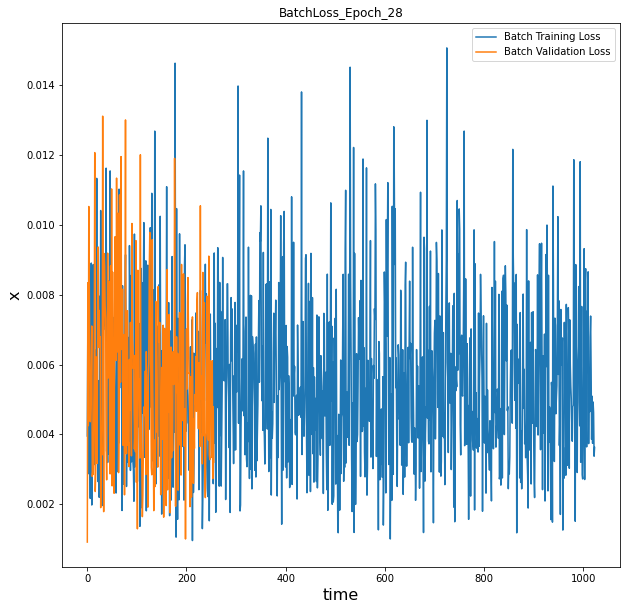 BatchLoss_Epoch_28
Batch Training Loss
Batch Validation Loss
0.014
0.012
0.010
0.008
0.006
0.004
0.002
x
0
200
400
600
800
1000
time